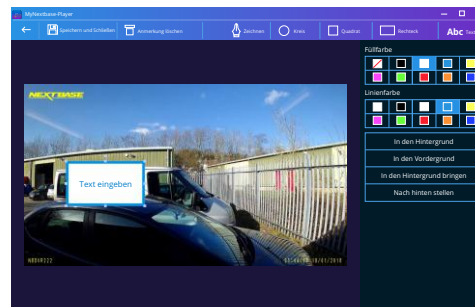 MyNextbase-Player
Speichern und Schließen
Anmerkung löschen
Zeichnen
Kreis
Quadrat
Rechteck
Abc Text
Füllfarbe
NEXTBASE
Linienfarbe
Text eingeben
In den Hintergrund
In den Vordergrund
In den Hintergrund bringen
Nach hinten stellen